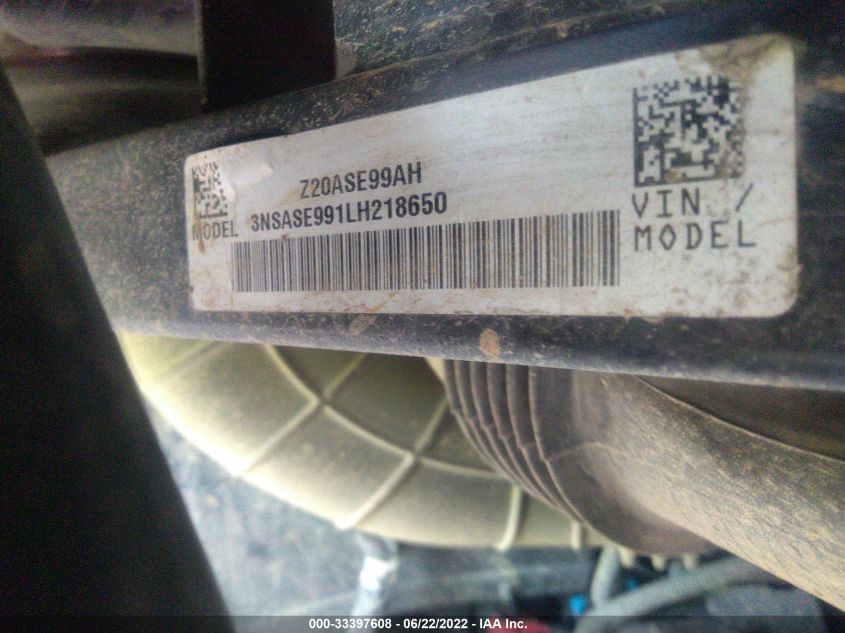 Z20ASE99AH
MODEL 3NSASE991LH218650
VIN /
MODEL
000-33397608 - 06/22/2022 - IAA Inc.